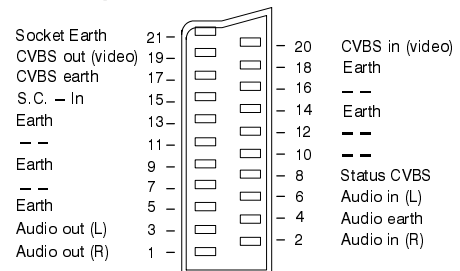 Socket Earth 21 –
CVBS out (video) 19 –
CVBS earth 17 –
S.C. – In 15 –
Earth 13 –
– – 11 –
Earth 9 –
– – 7 –
Earth 5 –
Audio out (L) 3 –
Audio out (R) 1 –
– 20 CVBS in (video)
– 18 Earth
– 16 – –
– 14 Earth
– 12 – –
– 10 – –
– 8 Status CVBS
– 6 Audio in (L)
– 4 Audio earth
– 2 Audio in (R)